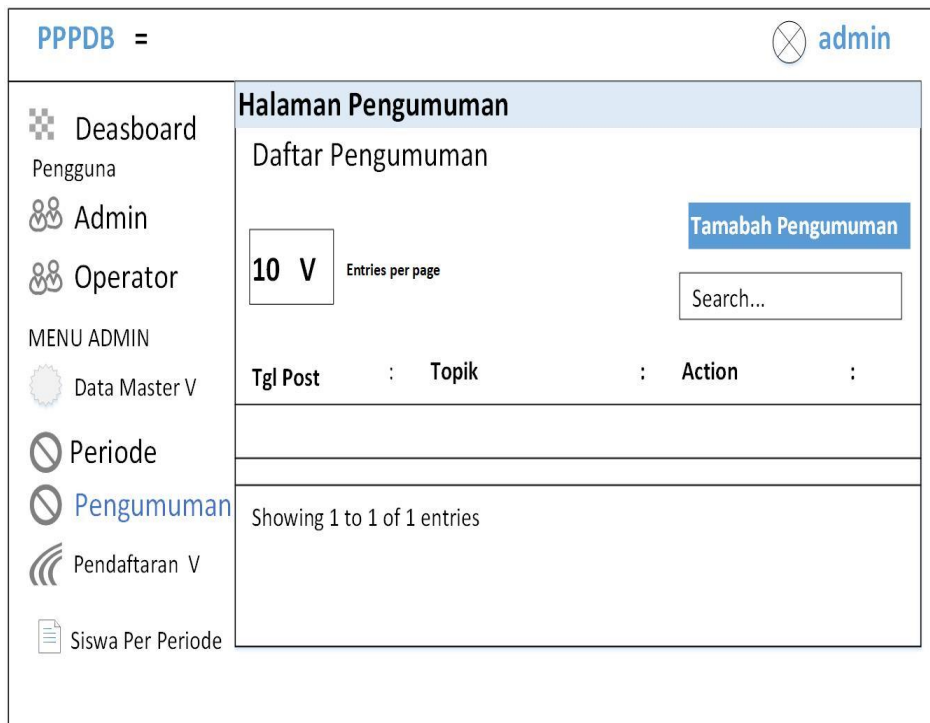 PPPDB = admin
Deasboard
Pengguna
Admin
Operator
MENU ADMIN
Data Master V
Periode
Pengumuman
Pendaftaran V
Siswa Per Periode
Halaman Pengumuman
Daftar Pengumuman
Tamabah Pengumuman
10 V Entries per page
Search...
Tgl Post : Topik : Action :
Showing 1 to 1 of 1 entries